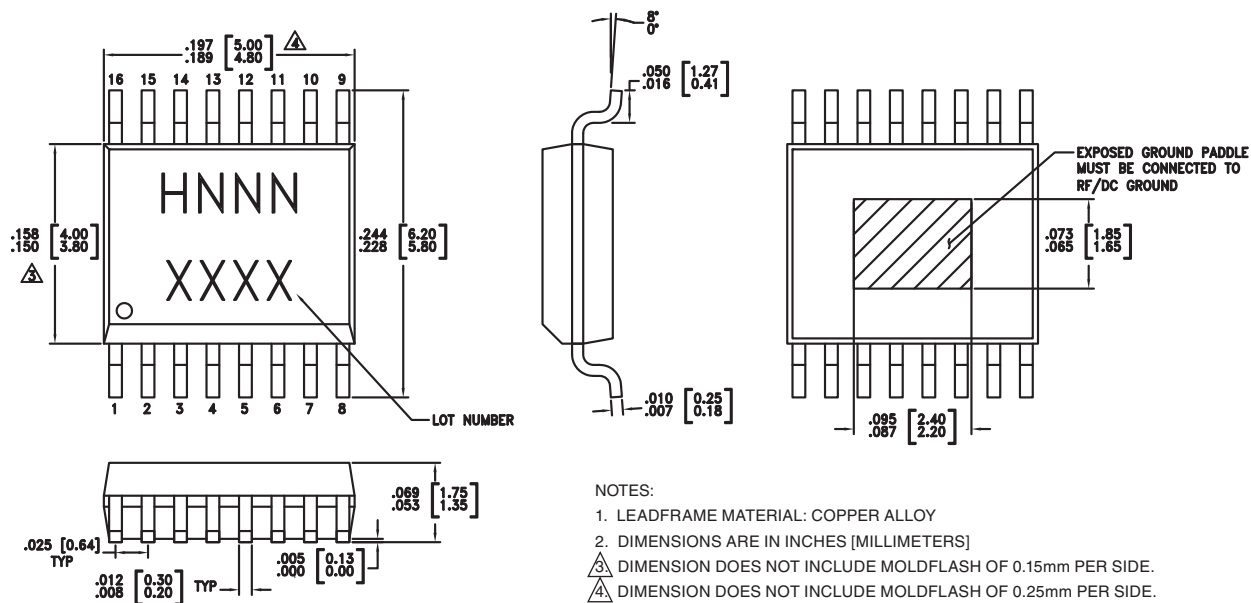 .197 [5.00]
.189 [4.80]
4
16 15 14 13 12 11 10 9
HNNN
XXXX
.158 [4.00]
.150 [3.80]
3
.244 [6.20]
.228 [5.80]
1 2 3 4 5 6 7 8
LOT NUMBER
8°
0°
.050 [1.27]
.016 [0.41]
.010 [0.25]
.007 [0.18]
EXPOSED GROUND PADDLE
MUST BE CONNECTED TO
RF/DC GROUND
.073 [1.85]
.065 [1.65]
.095 [2.40]
.087 [2.20]
.069 [1.75]
.053 [1.35]
.025 [0.64]
TYP
.012 [0.30]
.008 [0.20]
TYP
.005 [0.13]
.000 [0.00]
NOTES:
1. LEADFRAME MATERIAL: COPPER ALLOY
2. DIMENSIONS ARE IN INCHES [MILLIMETERS]
3. DIMENSION DOES NOT INCLUDE MOLDFLASH OF 0.15mm PER SIDE.
4. DIMENSION DOES NOT INCLUDE MOLDFLASH OF 0.25mm PER SIDE.